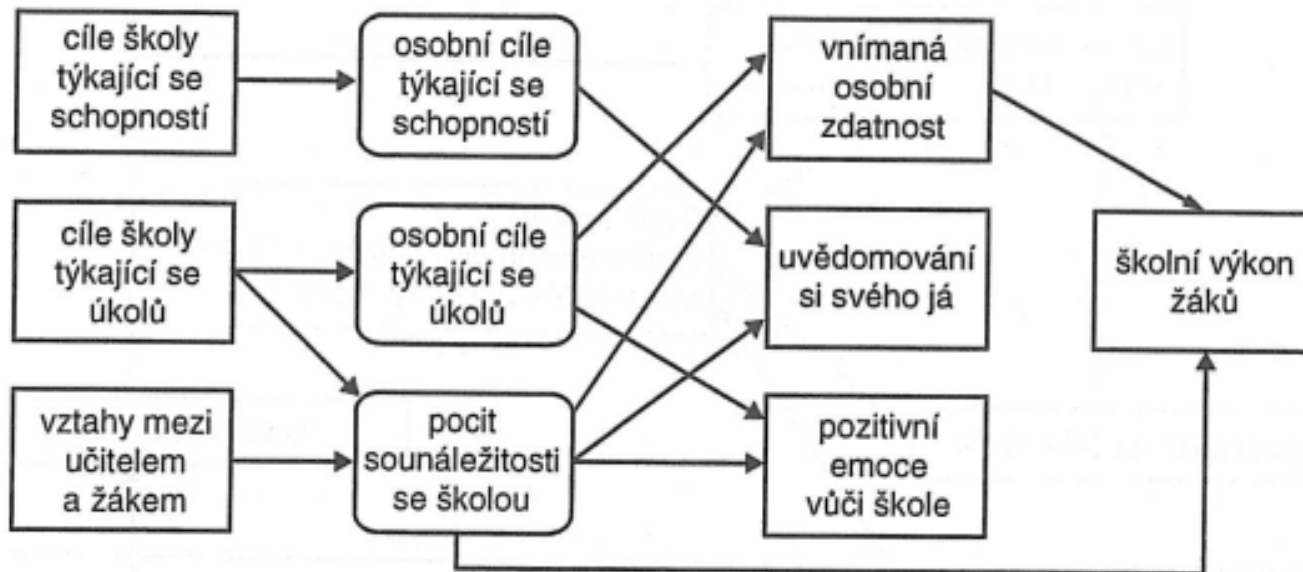 cíle školy
týkající se
schopností
osobní cíle
týkající se
schopností
vnímaná
osobní
zdatnost
cíle školy
týkající se
úkolů
osobní cíle
týkající se
úkolů
uvědomování
si svého já
školní výkon
žáků
vztahy mezi
učitelem
a žákem
pocit
sounáležitosti
se školou
pozitivní
emoce
vůči škole